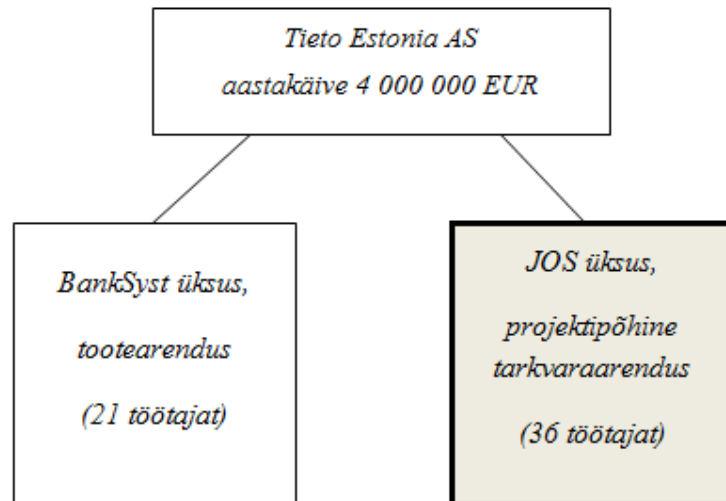 Tieto Estonia AS
aastakäive 4 000 000 EUR
BankSyst üksus,
tootearendus
(21 töötajat)
JOS üksus,
projektipõhine
tarkvaraarendus
(36 töötajat)